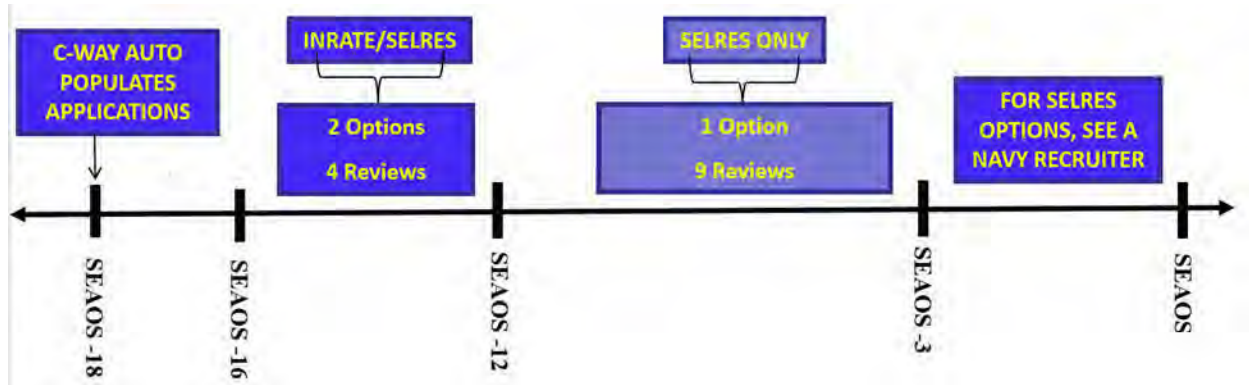 C-WAY AUTO
POPULATES
APPLICATIONS
INRATE/SELRES
2 Options
4 Reviews
SELRES ONLY
1 Option
9 Reviews
FOR SELRES
OPTIONS, SEE A
NAVY RECRUITER
SEAOS -18
SEAOS -16
SEAOS -12
SEAOS -3
SEAOS